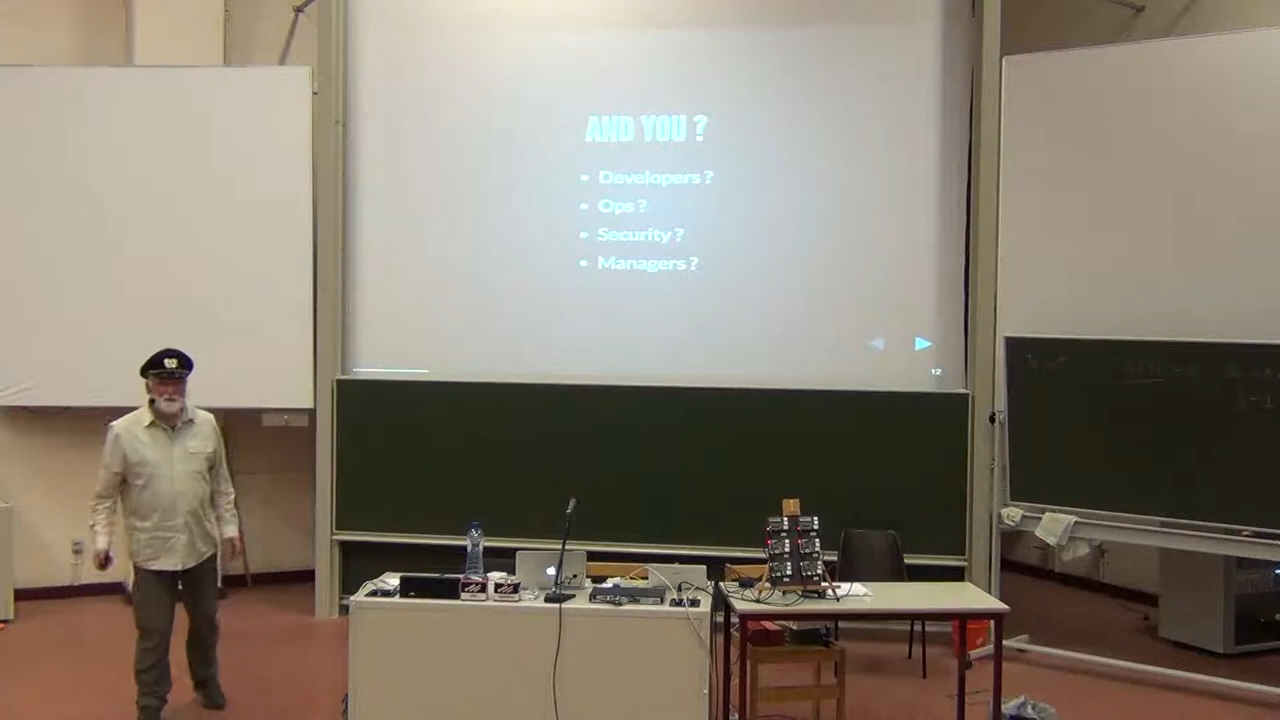 AND YOU ?
• Developers ?
• Ops ?
• Security ?
• Managers ?
12